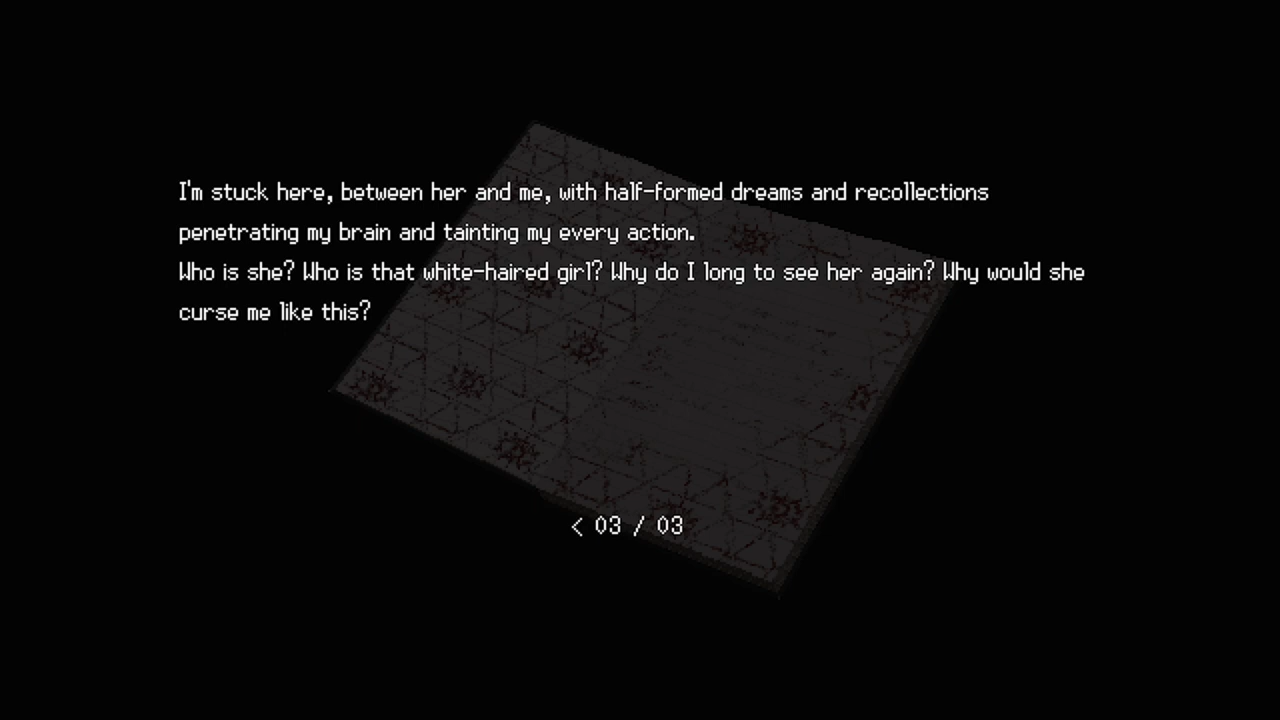 I'm stuck here, between her and me, with half-formed dreams and recollections
penetrating my brain and tainting my every action.
Who is she? Who is that white-haired girl? Why do I long to see her again? Why would she
curse me like this?
< 03 / 03